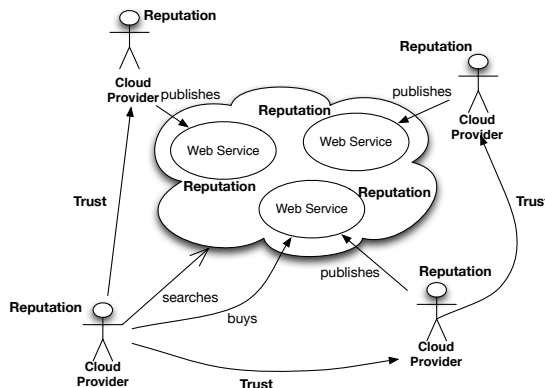 Reputation
Reputation
Cloud
Provider
publishes
publishes
Reputation
Cloud
Provider
Web Service
Web Service
Reputation
Reputation
Web Service
Trust
Trust
publishes
Reputation
Reputation
searches
buys
Cloud
Provider
Cloud
Provider
Trust